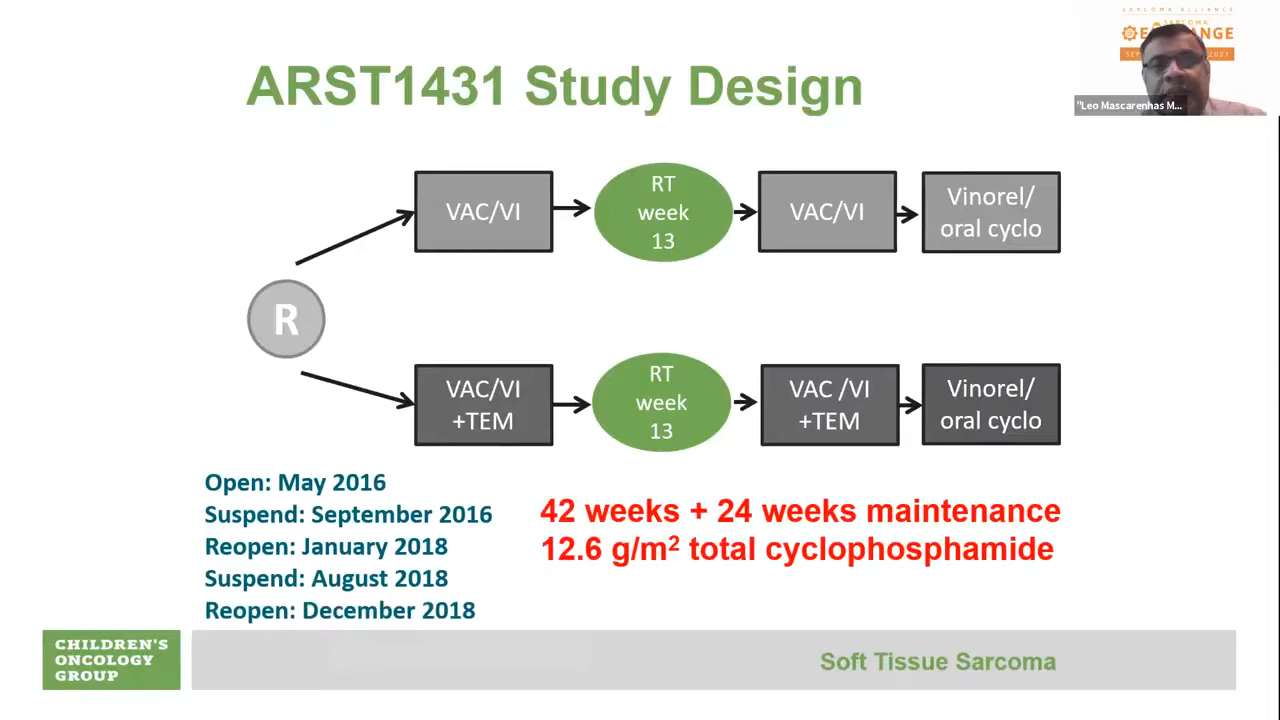 SARCOMA ALLIANCE
SARCOMA
ARST1431 Study Design
"Leo Mascarenhas M...
VAC/VI
RT
week
13
VAC/VI
Vinorel/
oral cyclo
R
VAC/VI
+TEM
RT
week
13
VAC /VI
+TEM
Vinorel/
oral cyclo
Open: May 2016
Suspend: September 2016
Reopen: January 2018
Suspend: August 2018
Reopen: December 2018
42 weeks + 24 weeks maintenance
12.6 g/m² total cyclophosphamide
CHILDREN'S
ONCOLOGY
GROUP
Soft Tissue Sarcoma